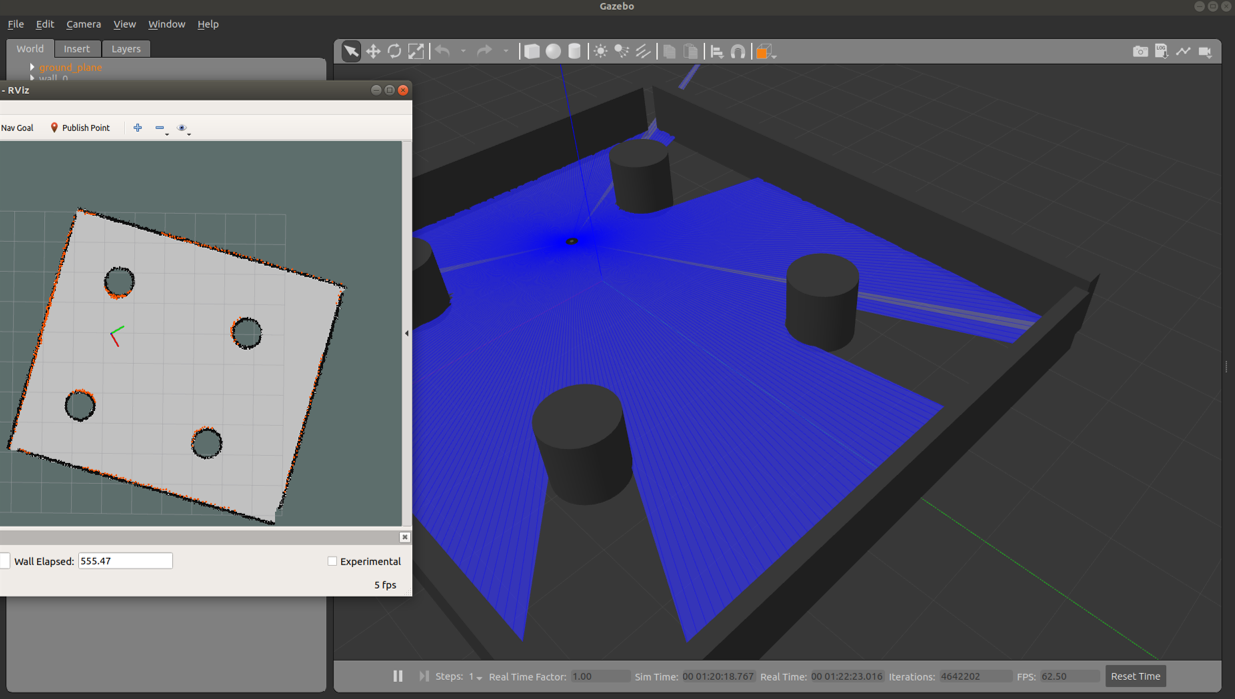 Gazebo
File Edit Camera View Window Help
World Insert Layers
ground_plane
wall_0
- RViz
Nav Goal Publish Point
Wall Elapsed: 555.47 Experimental
5 fps
Steps: 1 Real Time Factor: 1.00 Sim Time: 00 01:20:18.767 Real Time: 00 01:22:23.016 Iterations: 4642202 FPS: 62.50 Reset Time